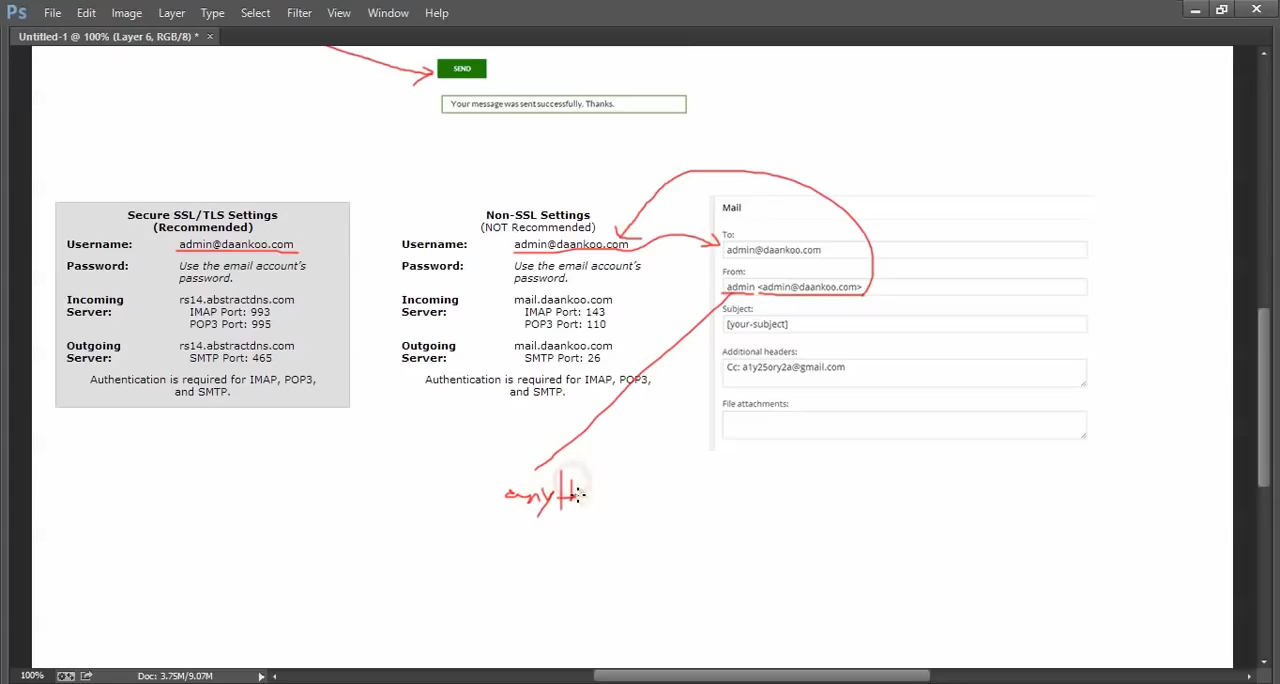 Ps File Edit Image Layer Type Select Filter View Window Help
Untitled-1 @ 100% (Layer 6, RGB/8) * ×
SEND
Your message was sent successfully. Thanks.
Secure SSL/TLS Settings
(Recommended)
Username: admin@daankoo.com
Password: Use the email account's
password.
Incoming rs14.abstractdns.com
Server: IMAP Port: 993
POP3 Port: 995
Outgoing rs14.abstractdns.com
Server: SMTP Port: 465
Authentication is required for IMAP, POP3,
and SMTP.
Non-SSL Settings
(NOT Recommended)
Username: admin@daankoo.com
Password: Use the email account's
password.
Incoming mail.daankoo.com
Server: IMAP Port: 143
POP3 Port: 110
Outgoing mail.daankoo.com
Server: SMTP Port: 26
Authentication is required for IMAP, POP3,
and SMTP.
Mail
To:
admin@daankoo.com
From:
admin <admin@daankoo.com>
Subject:
[your-subject]
Additional headers:
Cc: a1y25ory2a@gmail.com
File attachments:
anyth
100% Doc: 3.75M/9.07M